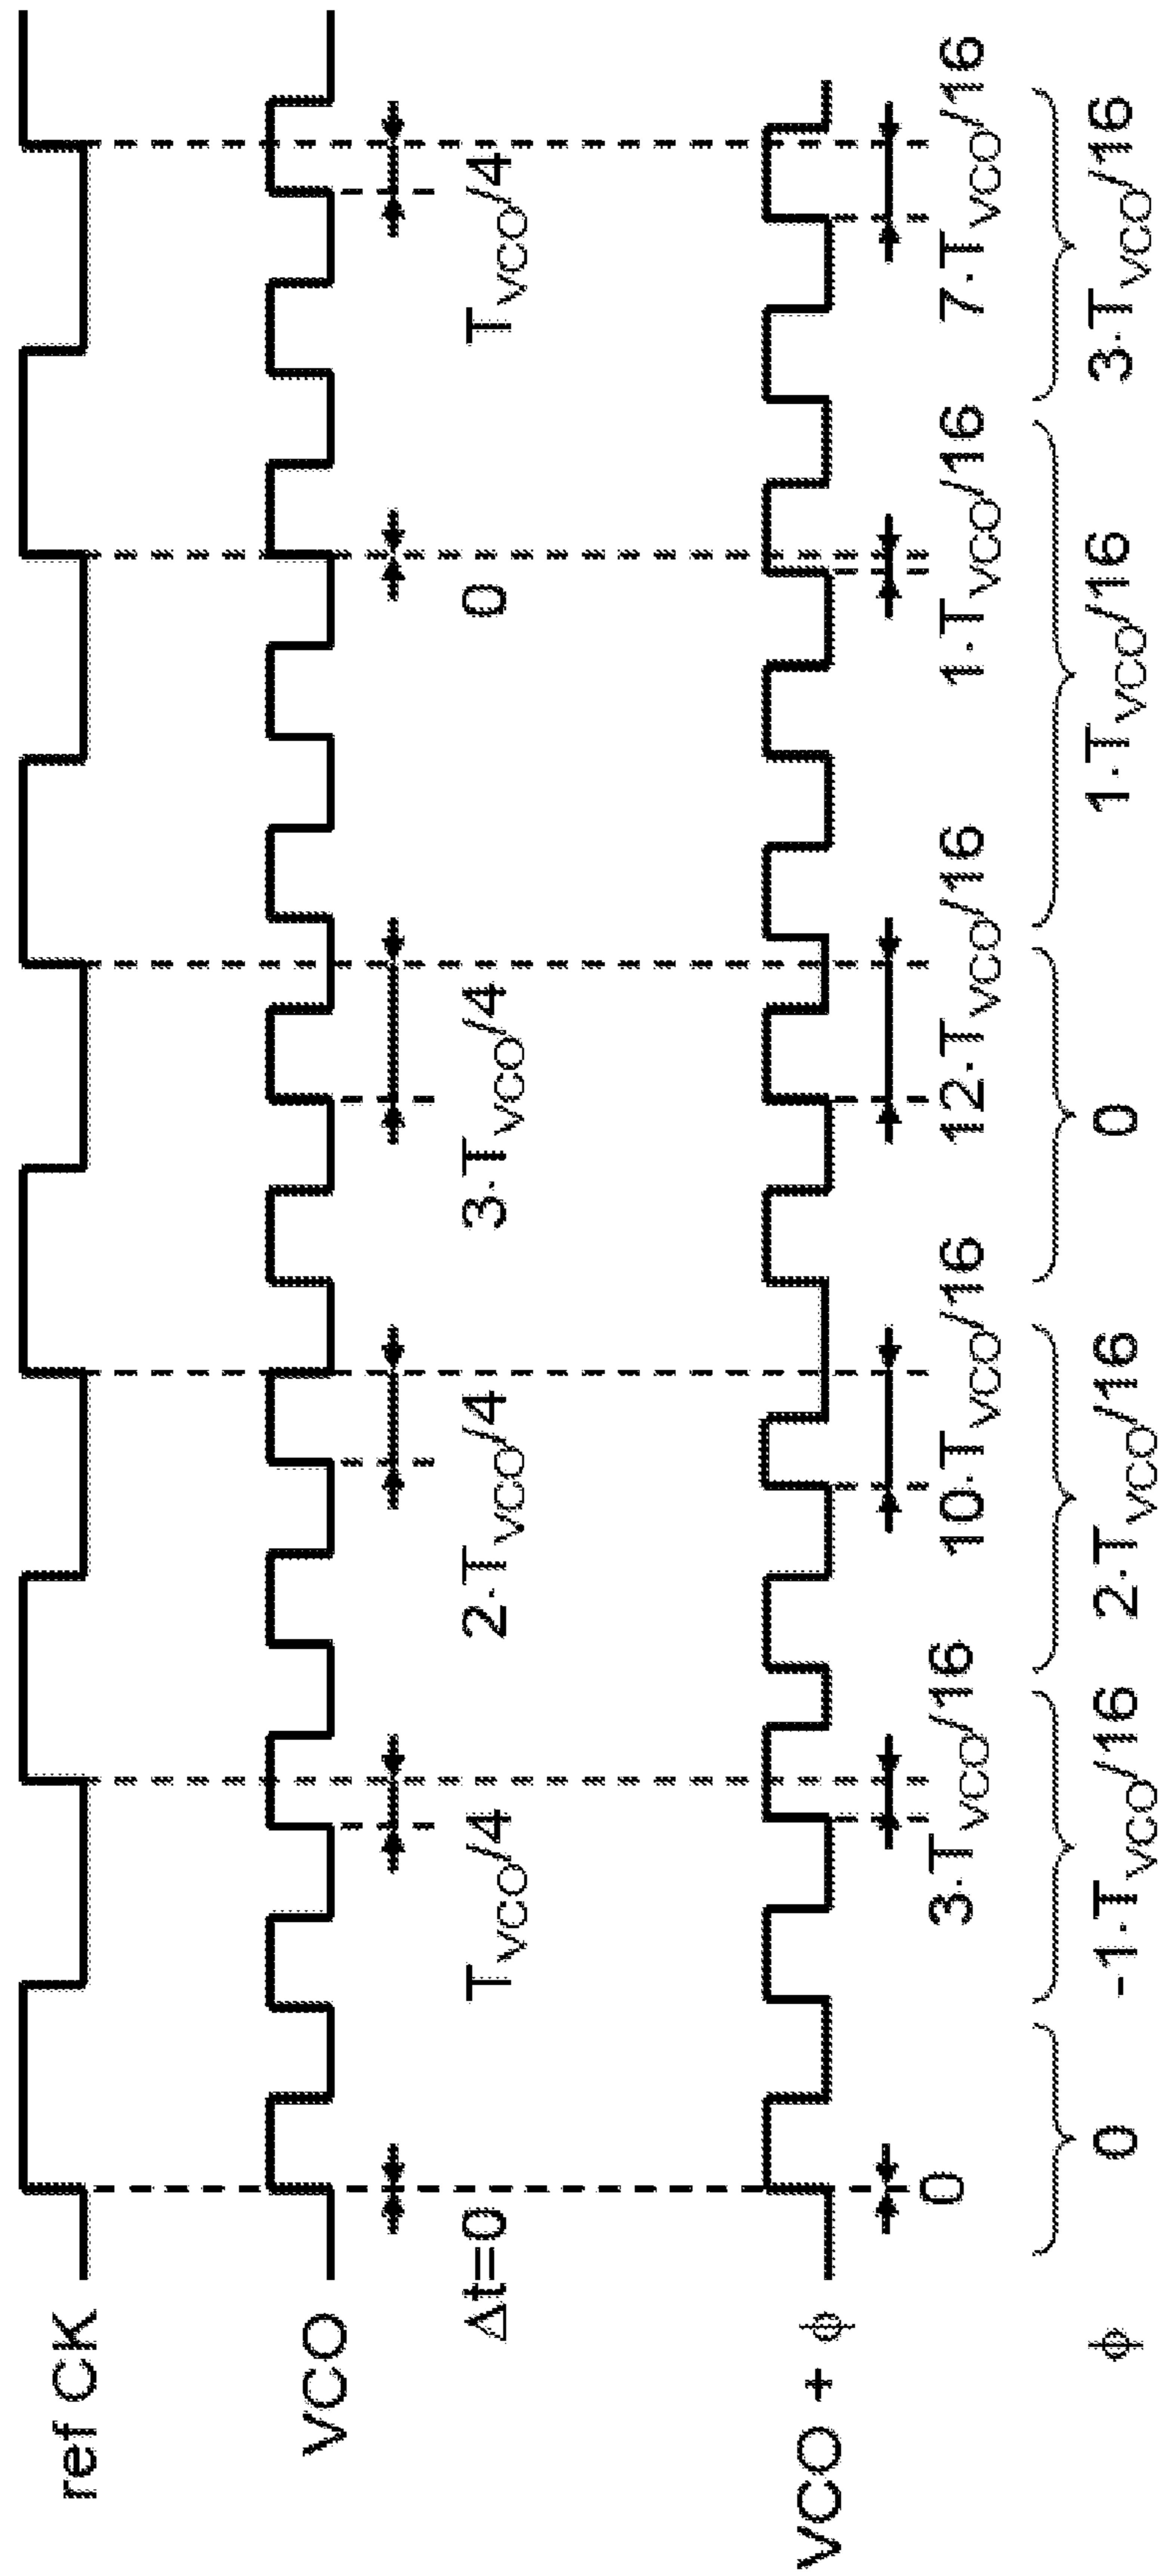 ref CK
VCO
Δt=0 T_VCO/4 2·T_VCO/4 3·T_VCO/4 0 T_VCO/4
VCO + ϕ
0 3·T_VCO/16 10·T_VCO/16 12·T_VCO/16 1·T_VCO/16 7·T_VCO/16
ϕ 0 -1·T_VCO/16 2·T_VCO/16 0 1·T_VCO/16 3·T_VCO/16